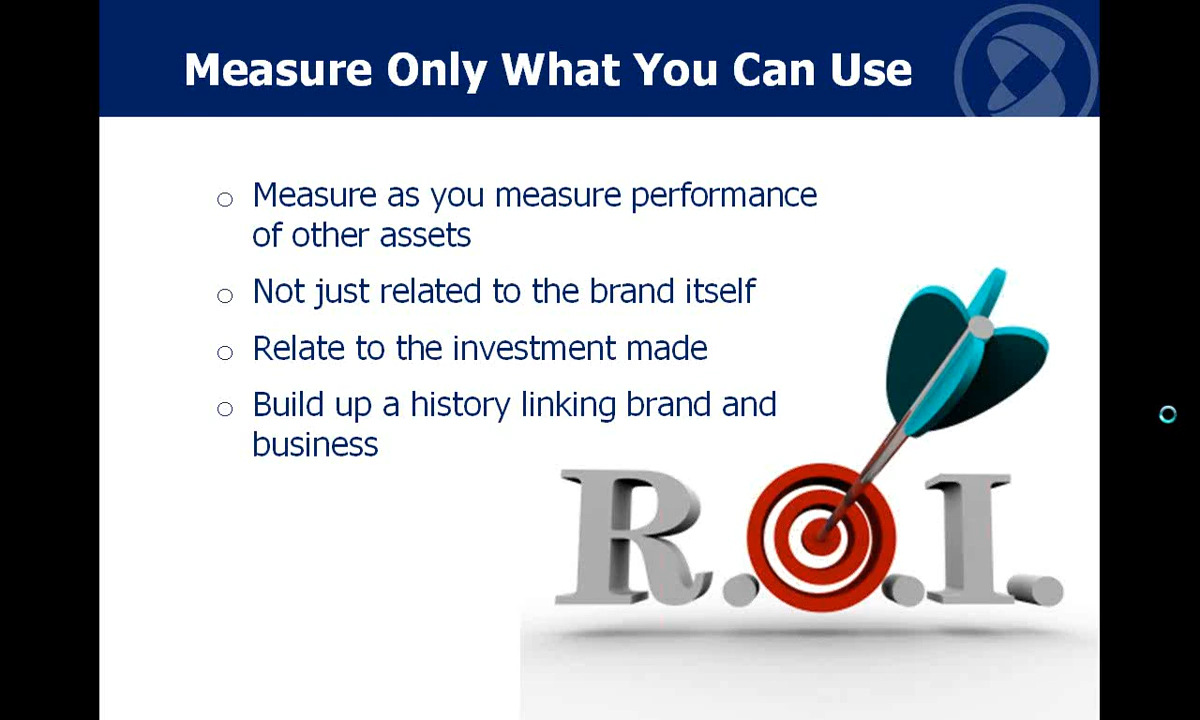 Measure Only What You Can Use
○ Measure as you measure performance
of other assets
○ Not just related to the brand itself
○ Relate to the investment made
○ Build up a history linking brand and
business
R.O.I.